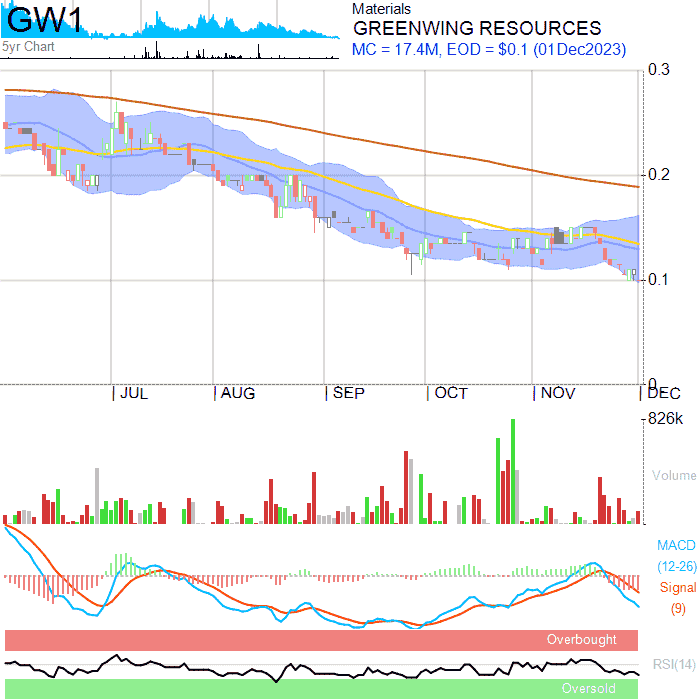 GW1
5yr Chart
Materials
GREENWING RESOURCES
MC = 17.4M, EOD = $0.1 (01Dec2023)
0.3
0.2
0.1
0
| JUL | AUG | SEP | OCT | NOV | DEC
826k
Volume
MACD
(12-26)
Signal
(9)
Overbought
RSI(14)
Oversold